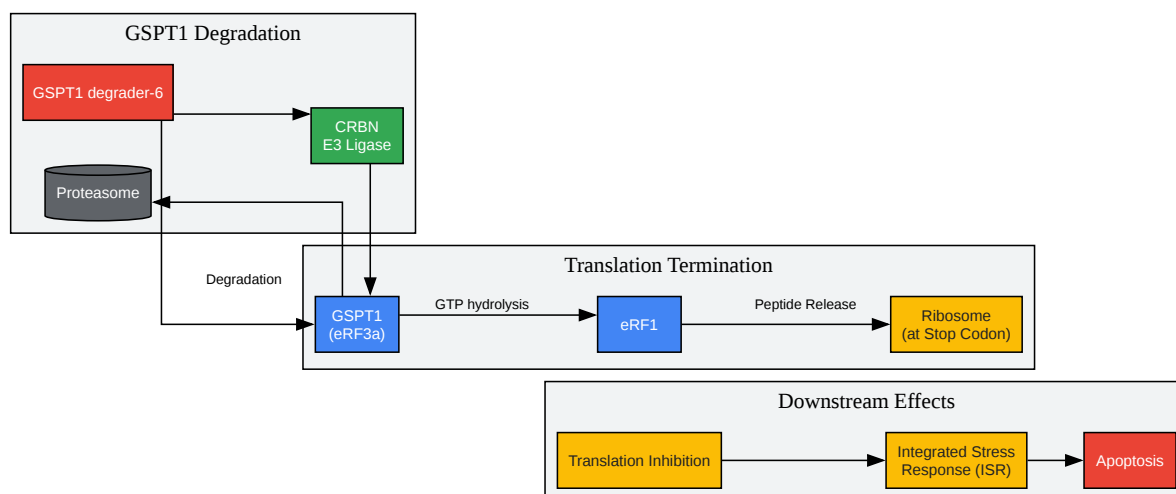 GSPT1 Degradation
GSPT1 degrader-6
CRBN
E3 Ligase
Proteasome
Degradation
Translation Termination
GSPT1
(eRF3a)
GTP hydrolysis
eRF1
Peptide Release
Ribosome
(at Stop Codon)
Downstream Effects
Translation Inhibition
Integrated Stress
Response (ISR)
Apoptosis